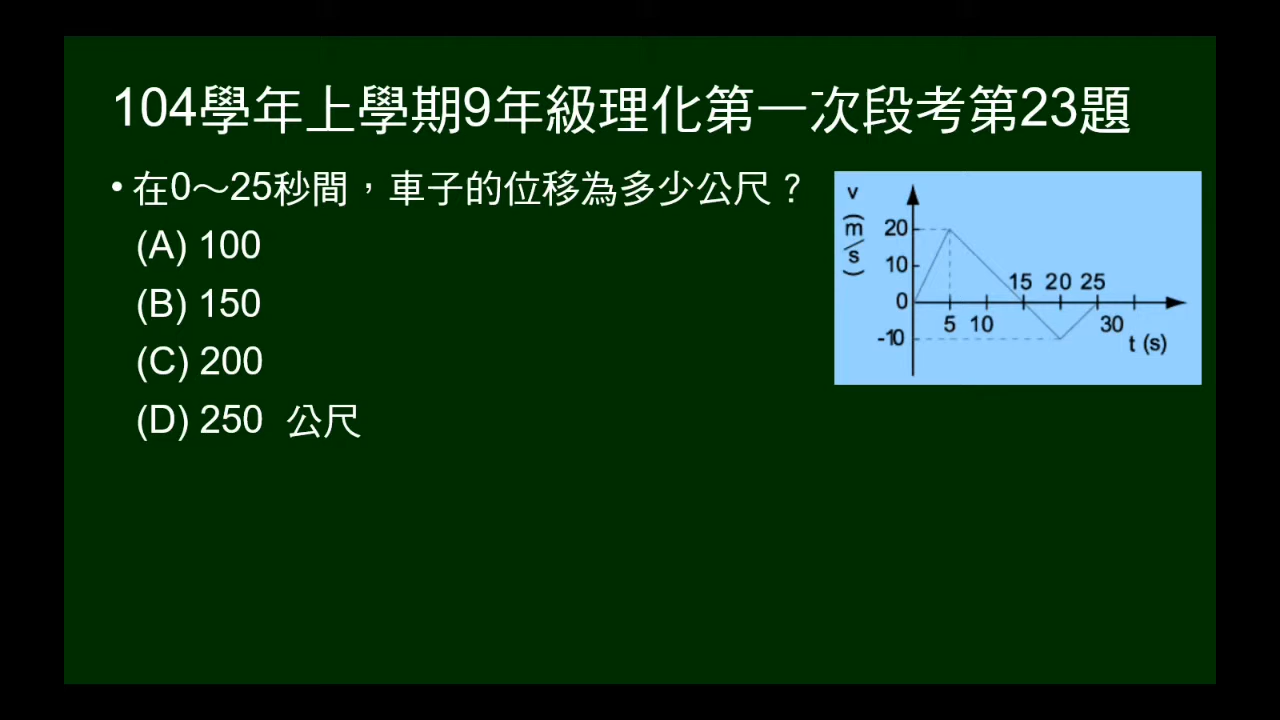 104學年上學期9年級理化第一次段考第23題
• 在0～25秒間，車子的位移為多少公尺？
(A) 100
(B) 150
(C) 200
(D) 250 公尺
v (m/s)
20
10
0
-10
15 20 25
5 10 30
t (s)